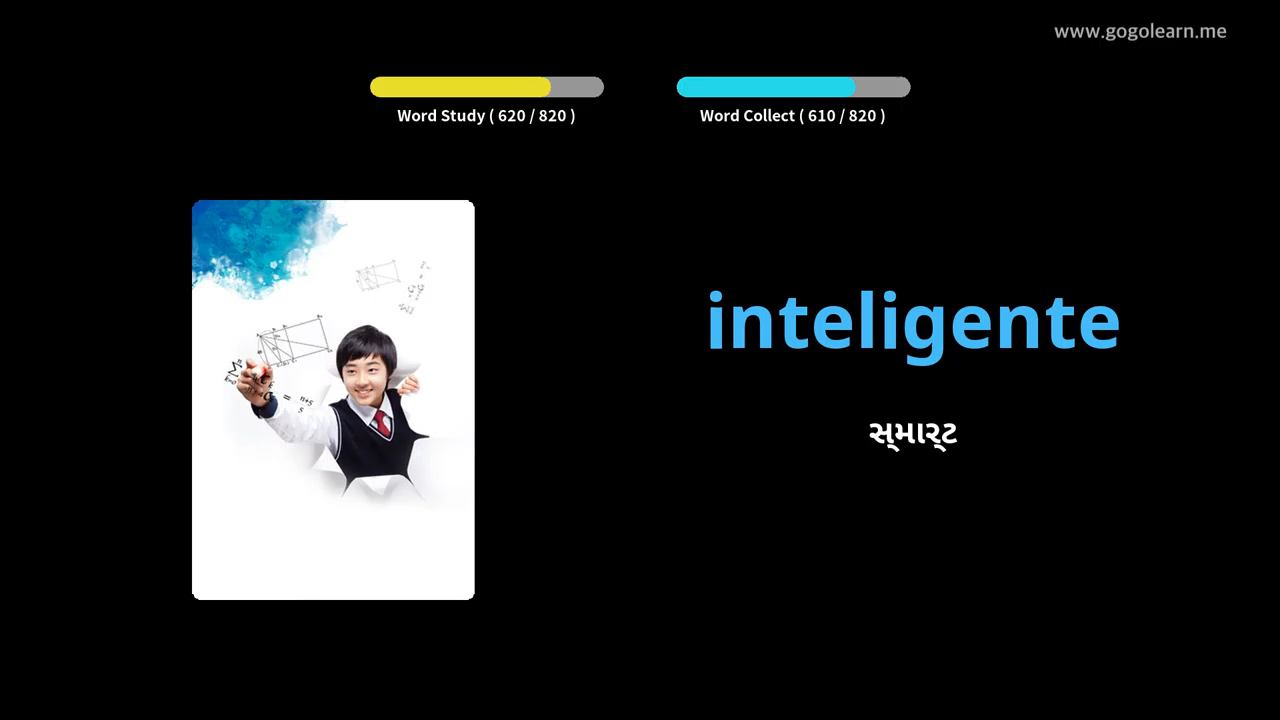 www.gogolearn.me
Word Study ( 620 / 820 )
Word Collect ( 610 / 820 )
inteligente
સ્માર્ટ